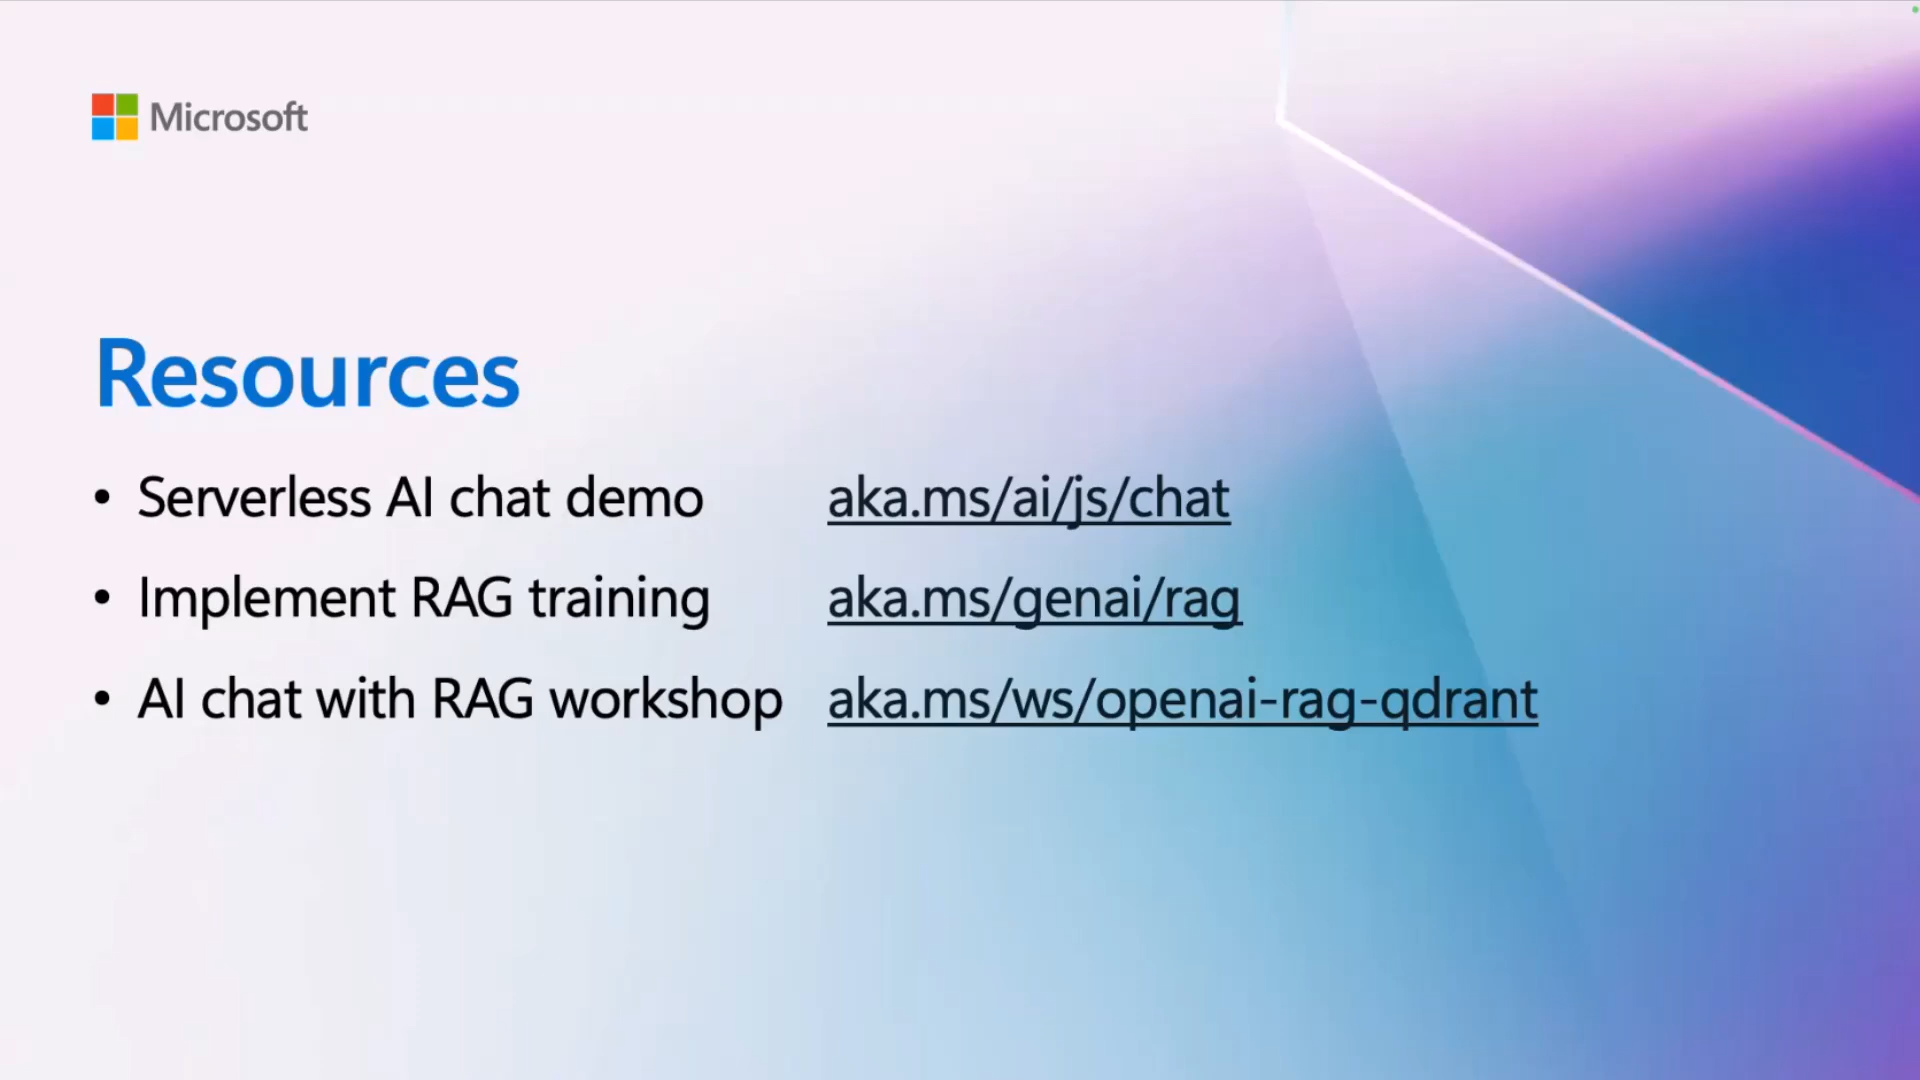 Microsoft
Resources
• Serverless AI chat demo aka.ms/ai/js/chat
• Implement RAG training aka.ms/genai/rag
• AI chat with RAG workshop aka.ms/ws/openai-rag-qdrant